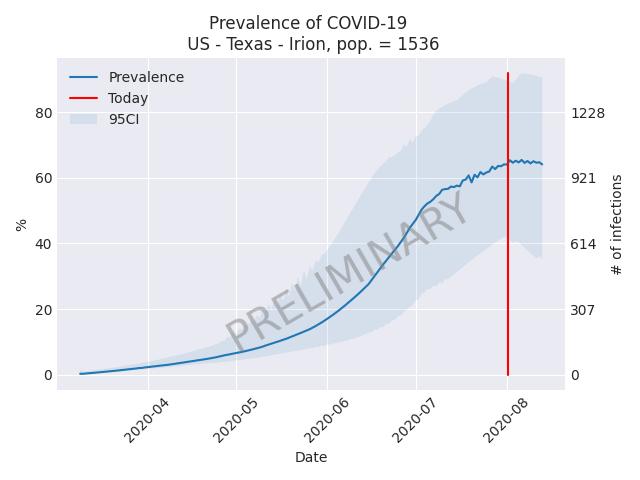 Prevalence of COVID-19
US - Texas - Irion, pop. = 1536
Prevalence
Today
95CI
PRELIMINARY
80
60
40
20
0
%
1228
921
614
307
0
# of infections
2020-04
2020-05
2020-06
2020-07
2020-08
Date